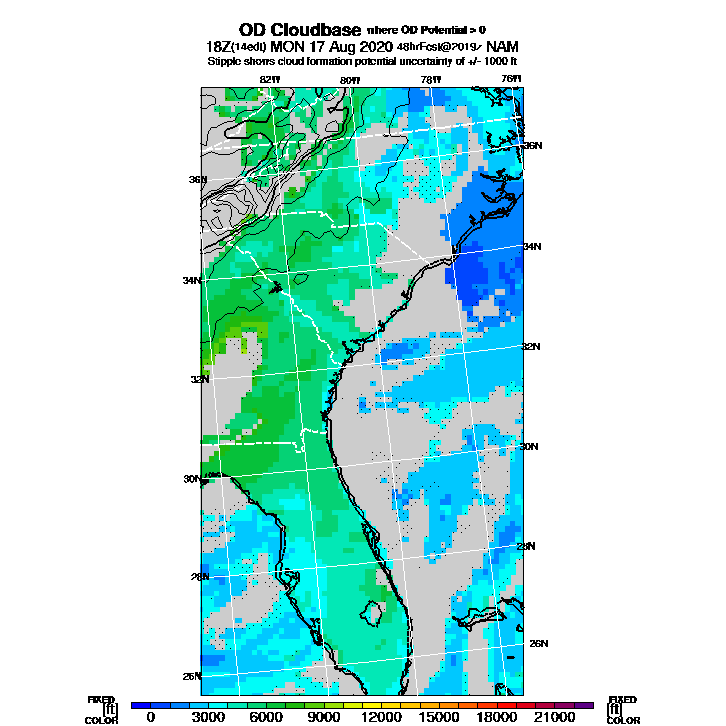 OD Cloudbase where OD Potential > 0
18Z(14edt) MON 17 Aug 2020 48hrFcst@2019z NAM
Stipple shows cloud formation potential uncertainty of +/- 1000 ft
82W 80W 78W 76W
36N 36N
34N 34N
32N 32N
30N 30N
28N 28N
26N 26N
FIXED FIXED
[ft] [ft]
COLOR COLOR
0 3000 6000 9000 12000 15000 18000 21000